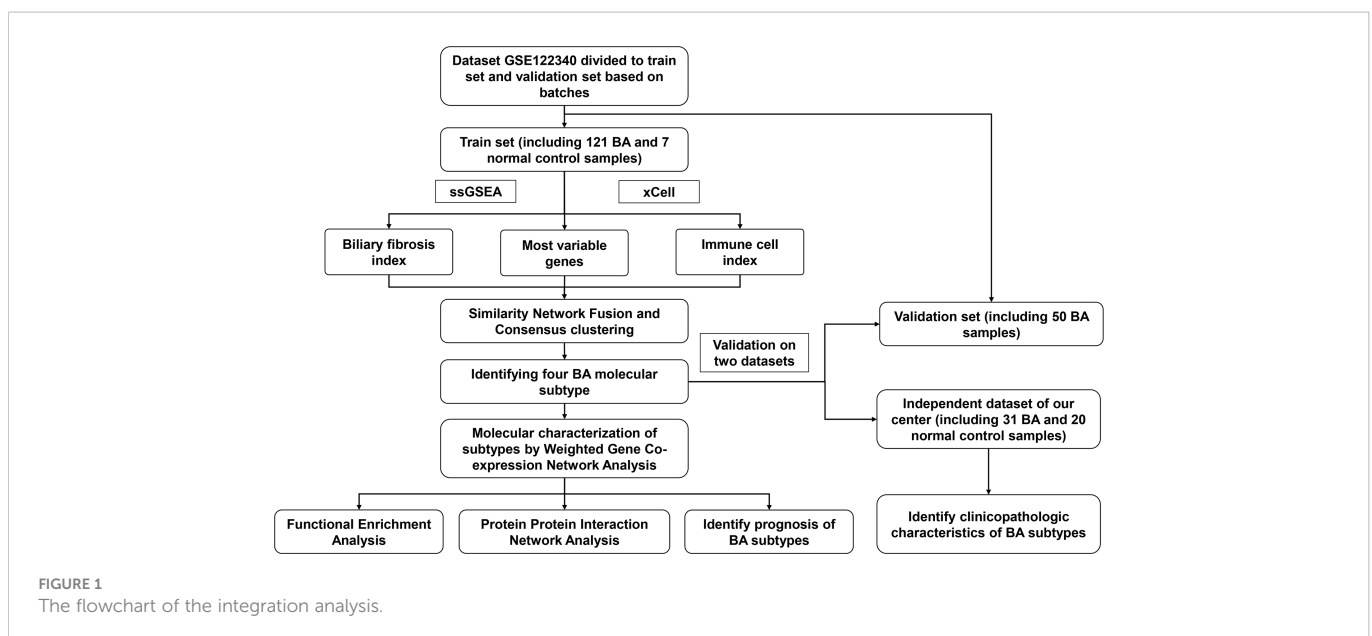 Dataset GSE122340 divided to train
set and validation set based on
batches
Train set (including 121 BA and 7
normal control samples)
ssGSEA
xCell
Biliary fibrosis
index
Most variable
genes
Immune cell
index
Similarity Network Fusion and
Consensus clustering
Validation on
two datasets
Validation set (including 50 BA
samples)
Identifying four BA molecular
subtype
Independent dataset of our
center (including 31 BA and 20
normal control samples)
Molecular characterization of
subtypes by Weighted Gene Co-
expression Network Analysis
Functional Enrichment
Analysis
Protein Protein Interaction
Network Analysis
Identify prognosis of
BA subtypes
Identify clinicopathologic
characteristics of BA subtypes
FIGURE 1
The flowchart of the integration analysis.